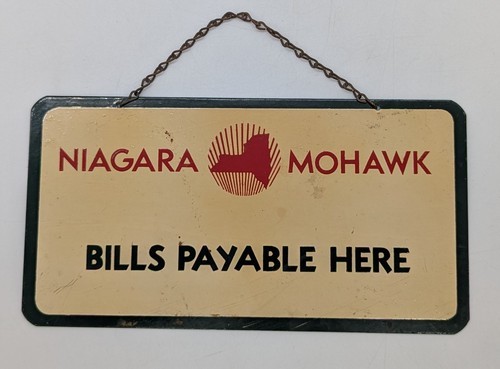 NIAGARA MOHAWK
BILLS PAYABLE HERE